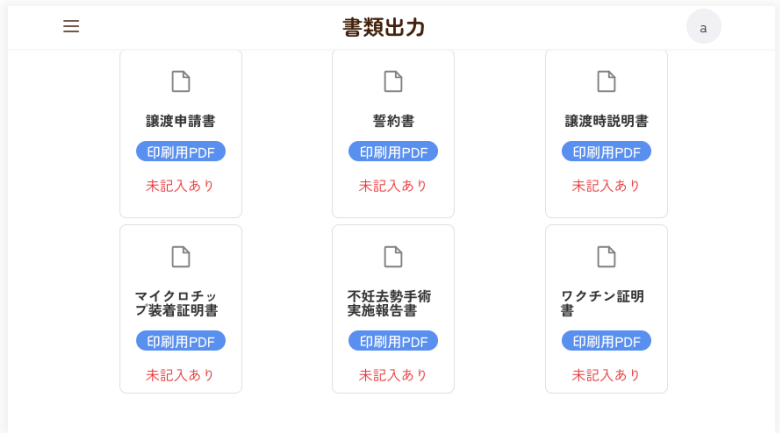 書類出力
a
譲渡申請書
誓約書
譲渡時説明書
印刷用PDF
印刷用PDF
印刷用PDF
未記入あり
未記入あり
未記入あり
マイクロチッ
プ装着証明書
不妊去勢手術
実施報告書
ワクチン証明
書
印刷用PDF
印刷用PDF
印刷用PDF
未記入あり
未記入あり
未記入あり